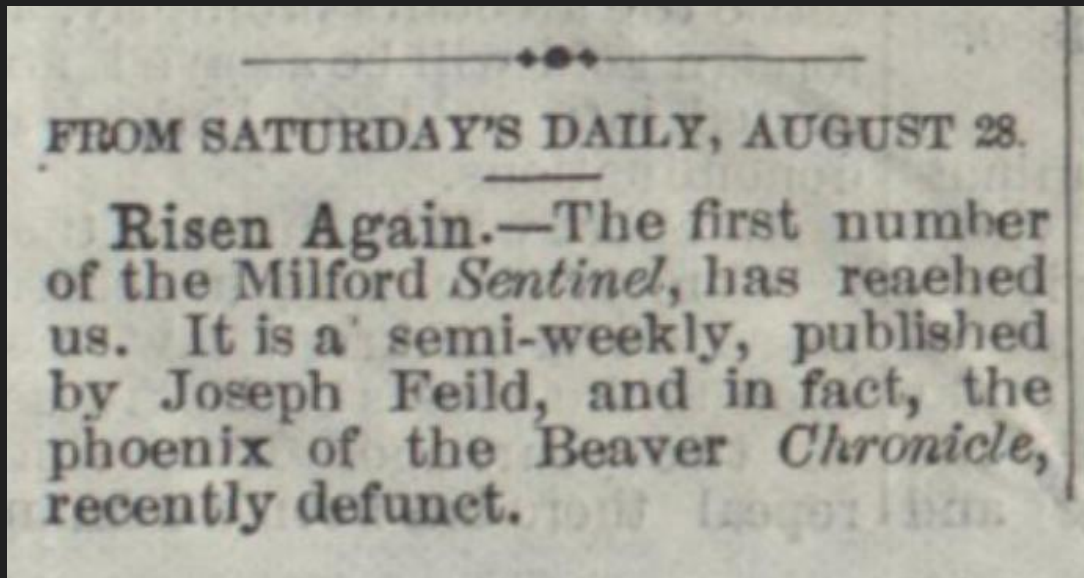 FROM SATURDAY'S DAILY, AUGUST 28.
Risen Again.—The first number
of the Milford Sentinel, has reaehed
us. It is a semi-weekly, published
by Joseph Feild, and in fact, the
phoenix of the Beaver Chronicle,
recently defunct.